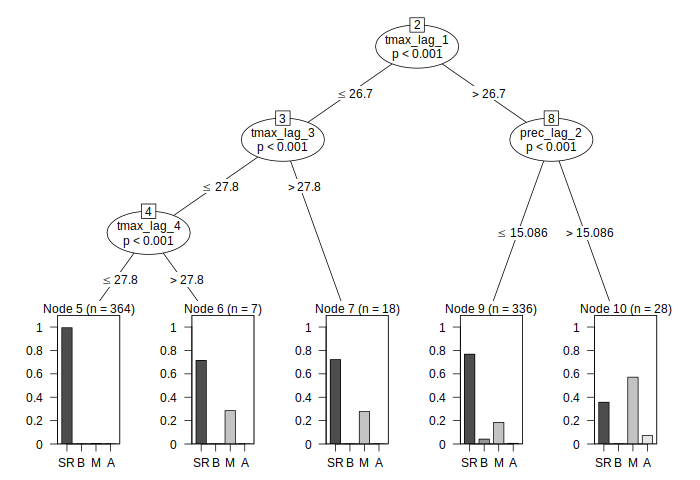 2
tmax_lag_1
p < 0.001
≤ 26.7
> 26.7
3
tmax_lag_3
p < 0.001
8
prec_lag_2
p < 0.001
≤ 27.8
> 27.8
4
tmax_lag_4
p < 0.001
≤ 15.086
> 15.086
≤ 27.8
> 27.8
Node 5 (n = 364)
1
0.8
0.6
0.4
0.2
0
SR B M A
Node 6 (n = 7)
1
0.8
0.6
0.4
0.2
0
SR B M A
Node 7 (n = 18)
1
0.8
0.6
0.4
0.2
0
SR B M A
Node 9 (n = 336)
1
0.8
0.6
0.4
0.2
0
SR B M A
Node 10 (n = 28)
1
0.8
0.6
0.4
0.2
0
SR B M A